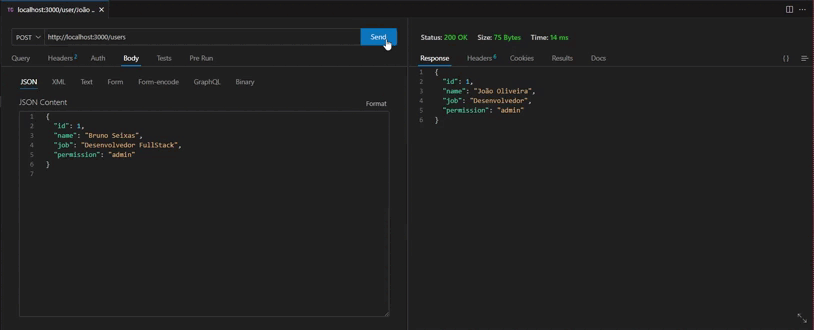 TC localhost:3000/user/João .. ✕
POST http://localhost:3000/users Send
Query Headers 2 Auth Body Tests Pre Run
JSON XML Text Form Form-encode GraphQL Binary
JSON Content Format
1 {
2 "id": 1,
3 "name": "Bruno Seixas",
4 "job": "Desenvolvedor FullStack",
5 "permission": "admin"
6 }
7
Status: 200 OK Size: 75 Bytes Time: 14 ms
Response Headers 6 Cookies Results Docs { }
1 {
2 "id": 1,
3 "name": "João Oliveira",
4 "job": "Desenvolvedor",
5 "permission": "admin"
6 }